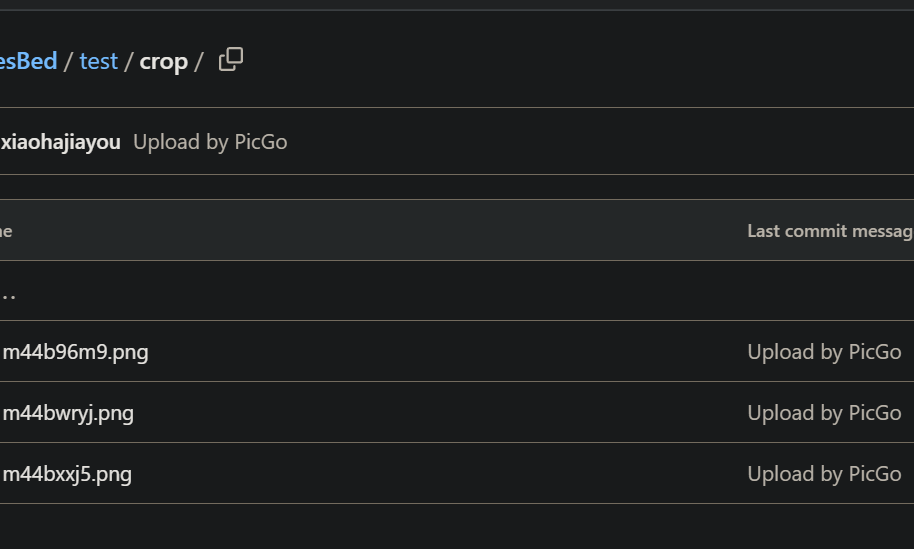 esBed / test / crop /
xiaohajiayou Upload by PicGo
e Last commit messag
..
m44b96m9.png Upload by PicGo
m44bwryj.png Upload by PicGo
m44bxxj5.png Upload by PicGo